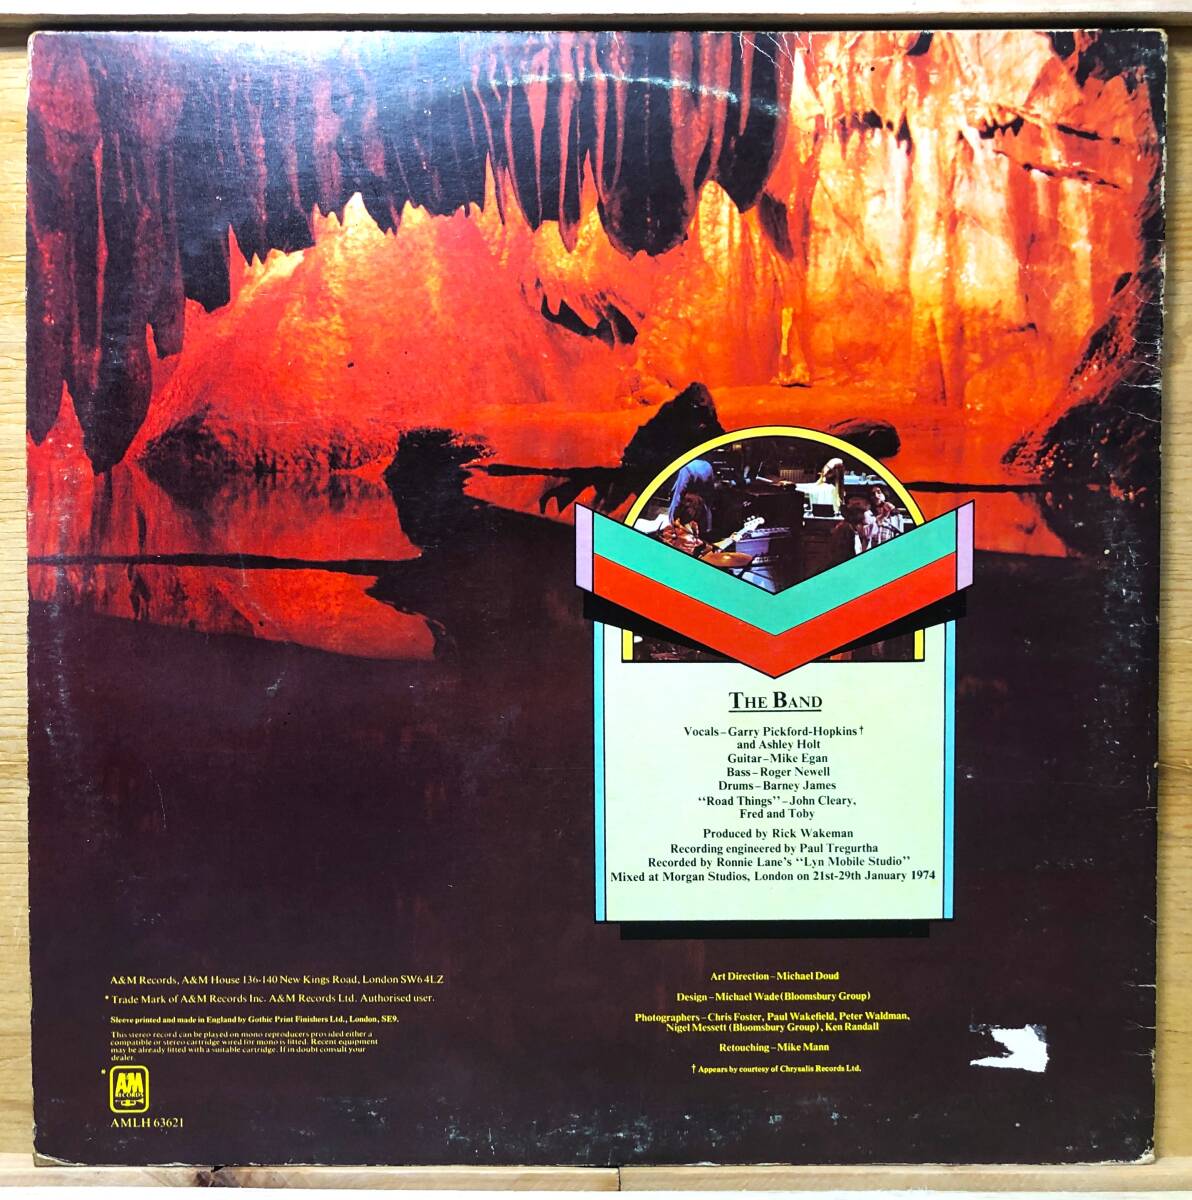 THE BAND
Vocals–Garry Pickford-Hopkins†
and Ashley Holt
Guitar–Mike Egan
Bass–Roger Newell
Drums–Barney James
“Road Things”–John Cleary,
Fred and Toby
Produced by Rick Wakeman
Recording engineered by Paul Tregurtha
Recorded by Ronnie Lane's “Lyn Mobile Studio”
Mixed at Morgan Studios, London on 21st-29th January 1974
A&M Records, A&M House 136-140 New Kings Road, London SW6 4LZ
* Trade Mark of A&M Records Inc. A&M Records Ltd. Authorised user.
Sleeve printed and made in England by Gothic Print Finishers Ltd., London, SE9.
This stereo record can be played on mono reproducers provided either a
compatible or stereo cartridge wired for mono is fitted. Recent equipment
may be already fitted with a suitable cartridge. If in doubt consult your
dealer.
*
A&M
RECORDS
AMLH 63621
Art Direction–Michael Doud
Design–Michael Wade (Bloomsbury Group)
Photographers–Chris Foster, Paul Wakefield, Peter Waldman,
Nigel Messett (Bloomsbury Group), Ken Randall
Retouching–Mike Mann
† Appears by courtesy of Chrysalis Records Ltd.